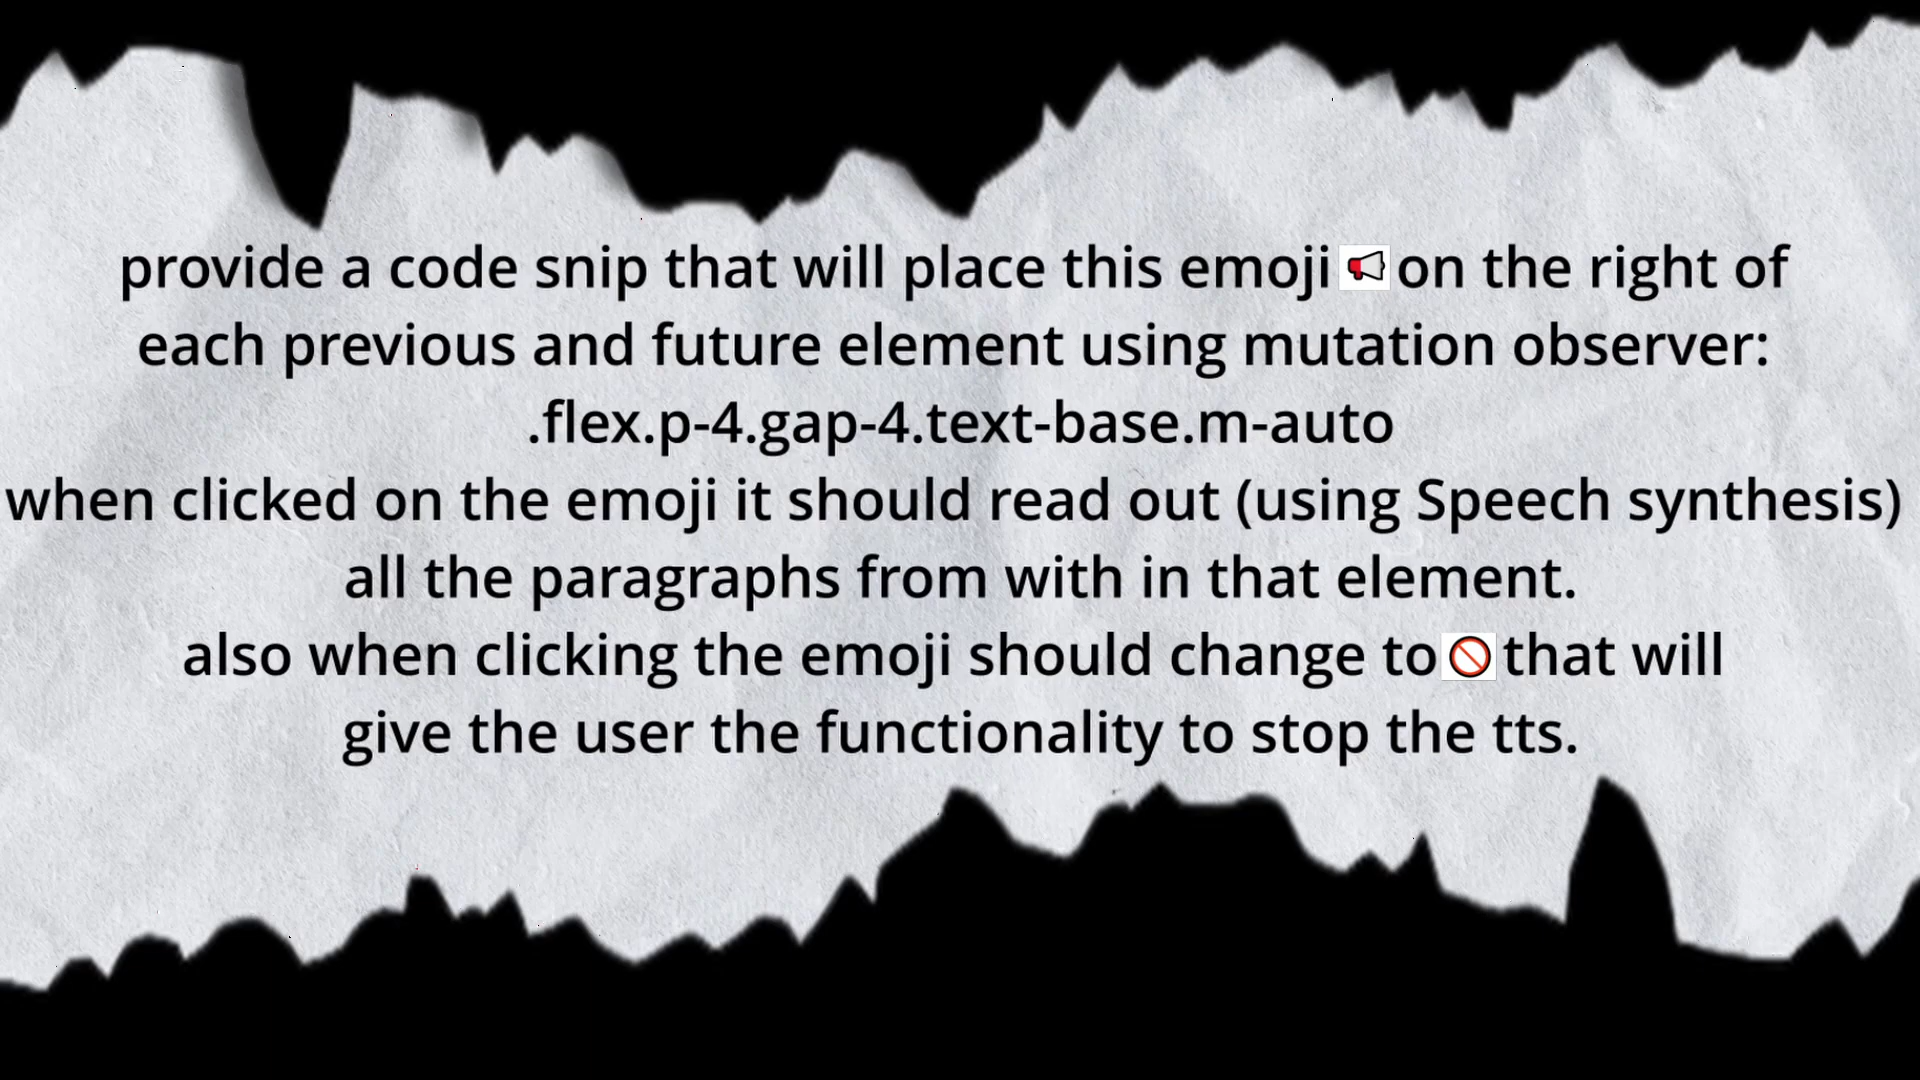 provide a code snip that will place this emoji 📢 on the right of
each previous and future element using mutation observer:
.flex.p-4.gap-4.text-base.m-auto
when clicked on the emoji it should read out (using Speech synthesis)
all the paragraphs from with in that element.
also when clicking the emoji should change to 🚫 that will
give the user the functionality to stop the tts.